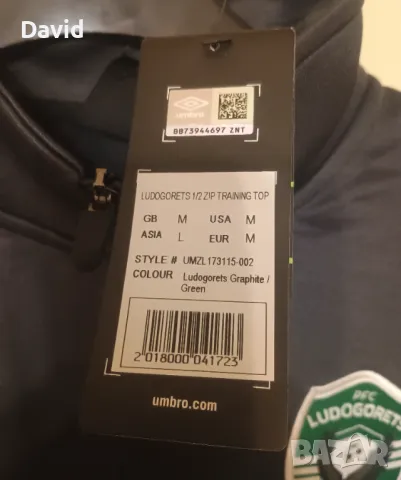 David
umbro
BB73944697 ZNT
LUDOGORETS 1/2 ZIP TRAINING TOP
GB M USA M
ASIA L EUR M
STYLE # UMZL173115-002
COLOUR Ludogorets Graphite /
Green
2 018000 041723
umbro.com
PFC
LUDOGORETS
BAZAR